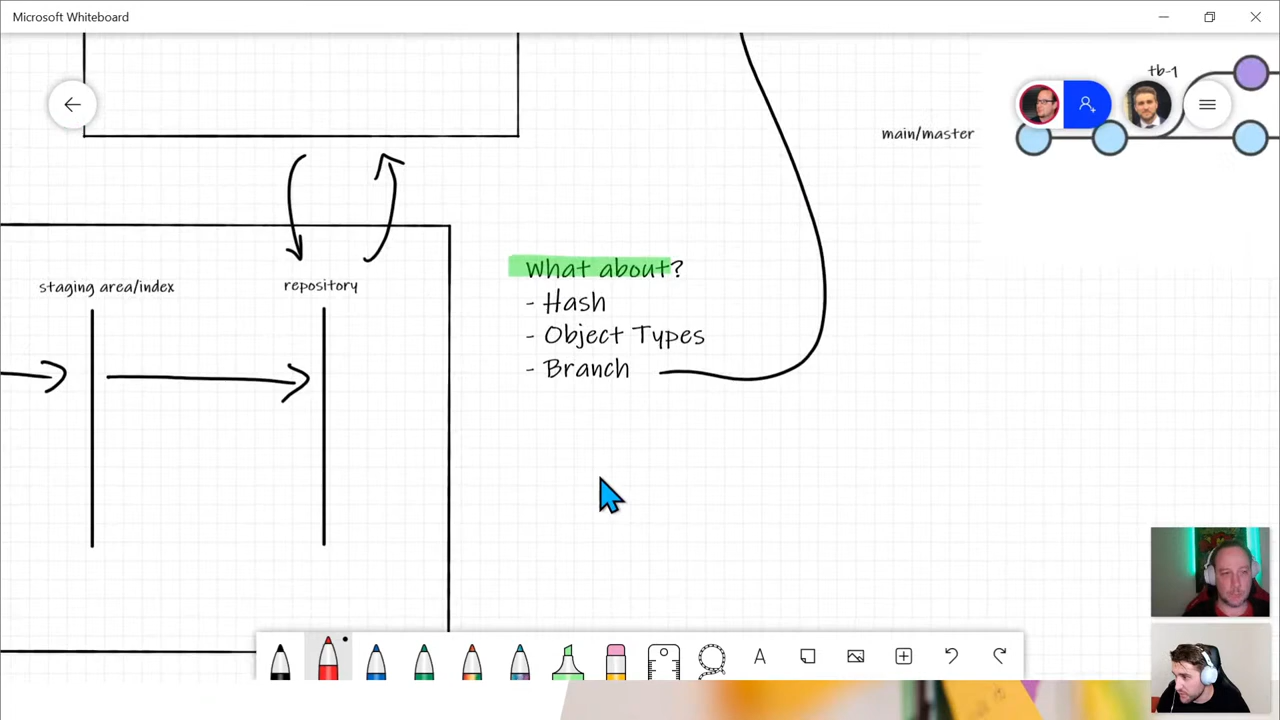 Microsoft Whiteboard
tb-1
main/master
staging area/index
repository
What about?
- Hash
- Object Types
- Branch
A